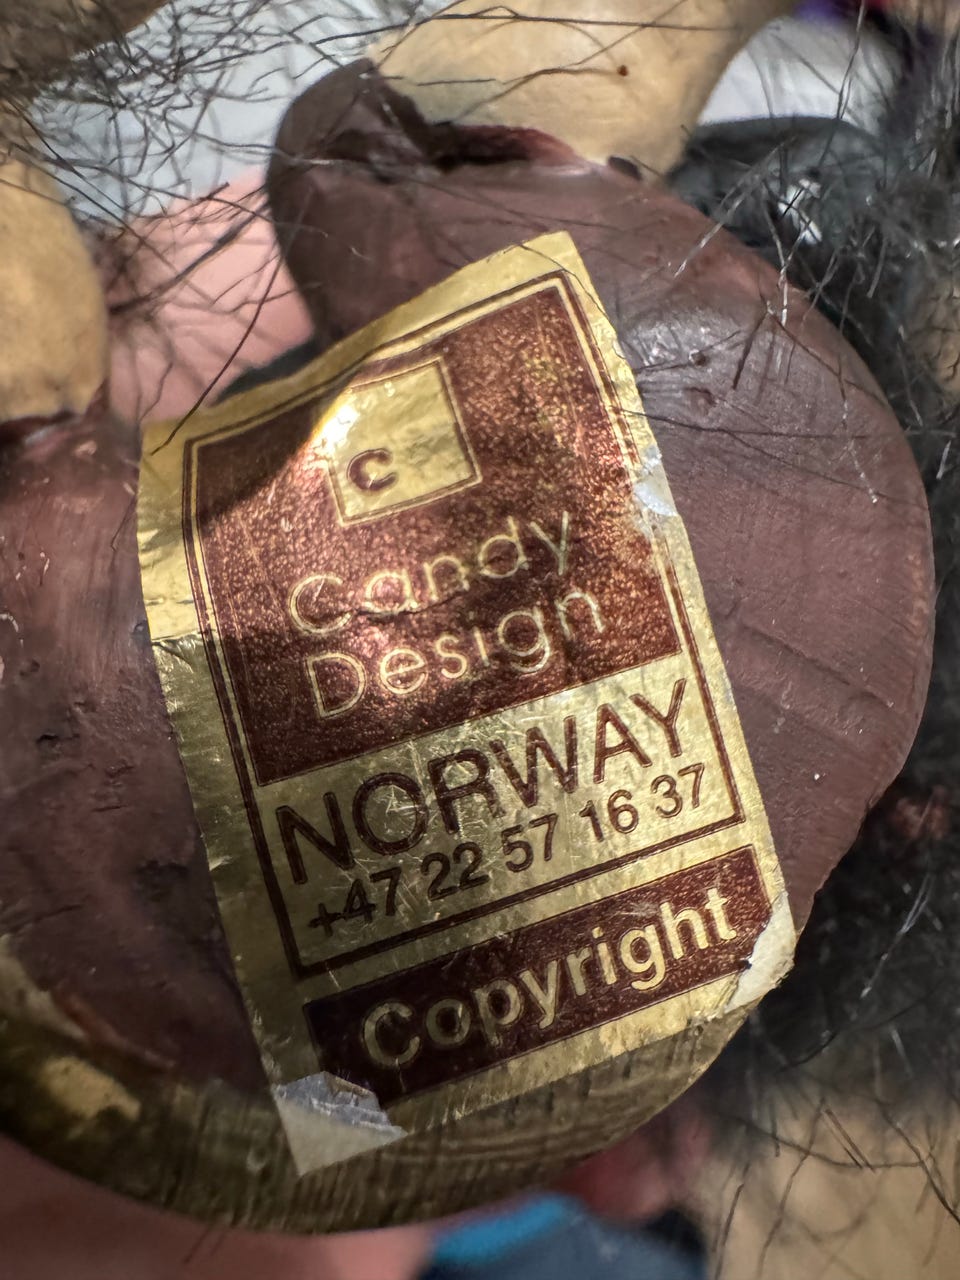 c
Candy
Design
NORWAY
+47 22 57 16 37
Copyright